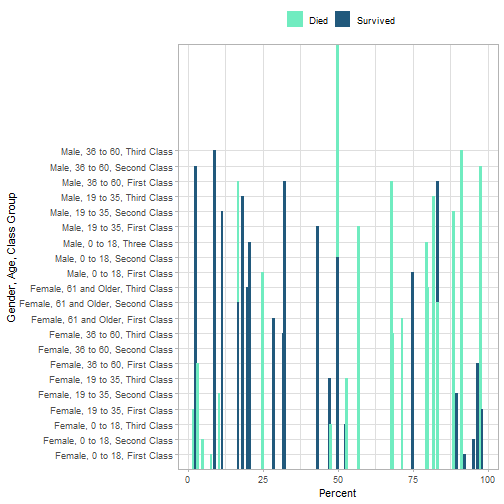 Died Survived
Male, 36 to 60, Third Class
Male, 36 to 60, Second Class
Male, 36 to 60, First Class
Male, 19 to 35, Third Class
Male, 19 to 35, Second Class
Male, 19 to 35, First Class
Male, 0 to 18, Three Class
Male, 0 to 18, Second Class
Male, 0 to 18, First Class
Female, 61 and Older, Third Class
Female, 61 and Older, Second Class
Female, 61 and Older, First Class
Female, 36 to 60, Third Class
Female, 36 to 60, Second Class
Female, 36 to 60, First Class
Female, 19 to 35, Third Class
Female, 19 to 35, Second Class
Female, 19 to 35, First Class
Female, 0 to 18, Third Class
Female, 0 to 18, Second Class
Female, 0 to 18, First Class
Gender, Age, Class Group
0 25 50 75 100
Percent